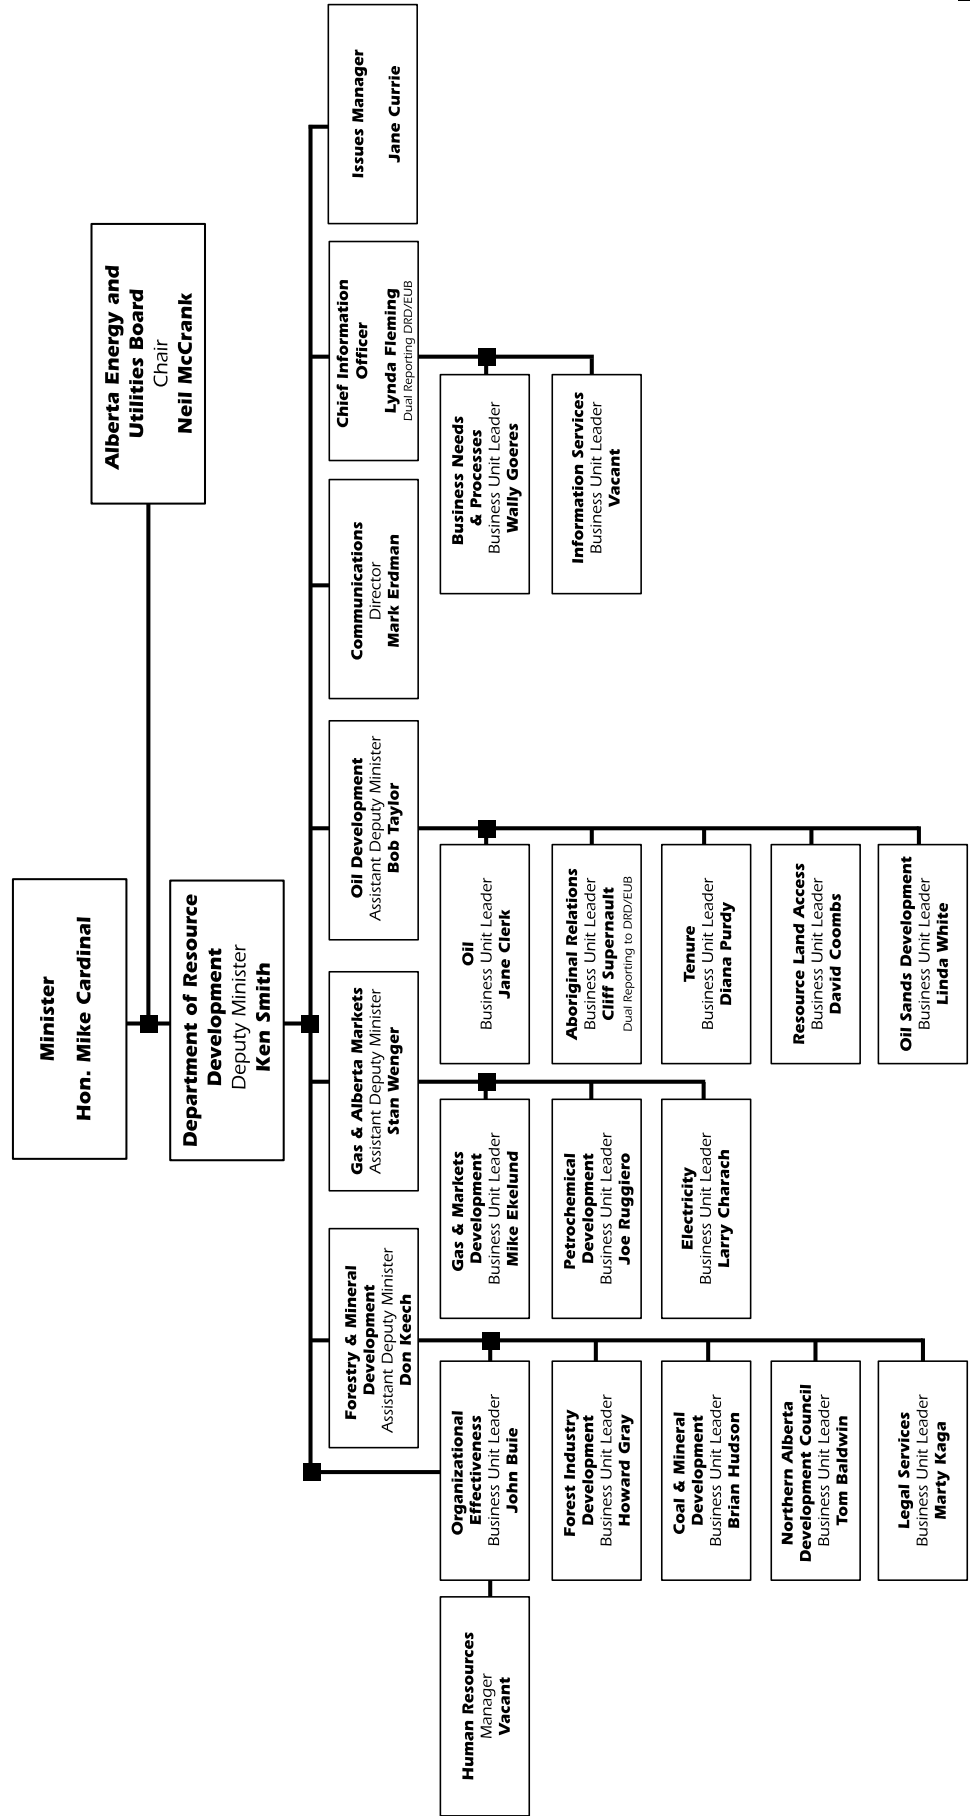 Minister
Hon. Mike Cardinal
Alberta Energy and
Utilities Board
Chair
Neil McCrank
Department of Resource
Development
Deputy Minister
Ken Smith
Forestry & Mineral
Development
Assistant Deputy Minister
Don Keech
Gas & Alberta Markets
Assistant Deputy Minister
Stan Wenger
Oil Development
Assistant Deputy Minister
Bob Taylor
Communications
Director
Mark Erdman
Chief Information
Officer
Lynda Fleming
Dual Reporting DRD/EUB
Issues Manager
Jane Currie
Human Resources
Manager
Vacant
Organizational
Effectiveness
Business Unit Leader
John Buie
Forest Industry
Development
Business Unit Leader
Howard Gray
Coal & Mineral
Development
Business Unit Leader
Brian Hudson
Northern Alberta
Development Council
Business Unit Leader
Tom Baldwin
Legal Services
Business Unit Leader
Marty Kaga
Gas & Markets
Development
Business Unit Leader
Mike Ekelund
Petrochemical
Development
Business Unit Leader
Joe Ruggiero
Electricity
Business Unit Leader
Larry Charach
Oil
Business Unit Leader
Jane Clerk
Aboriginal Relations
Business Unit Leader
Cliff Supernault
Dual Reporting to DRD/EUB
Tenure
Business Unit Leader
Diana Purdy
Resource Land Access
Business Unit Leader
David Coombs
Oil Sands Development
Business Unit Leader
Linda White
Business Needs
& Processes
Business Unit Leader
Wally Goeres
Information Services
Business Unit Leader
Vacant